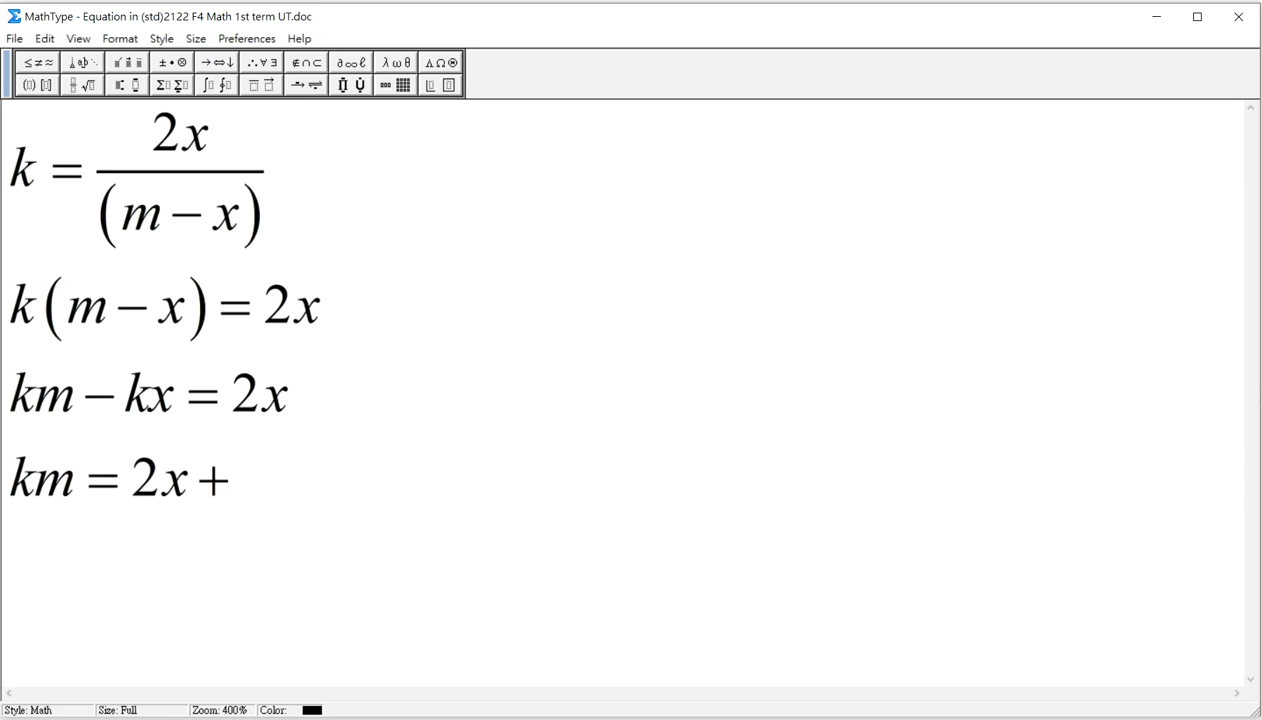 MathType - Equation in (std)2122 F4 Math 1st term UT.doc
File Edit View Format Style Size Preferences Help
k = 2x / (m − x)
k(m − x) = 2x
km − kx = 2x
km = 2x +
Style: Math Size: Full Zoom: 400% Color: